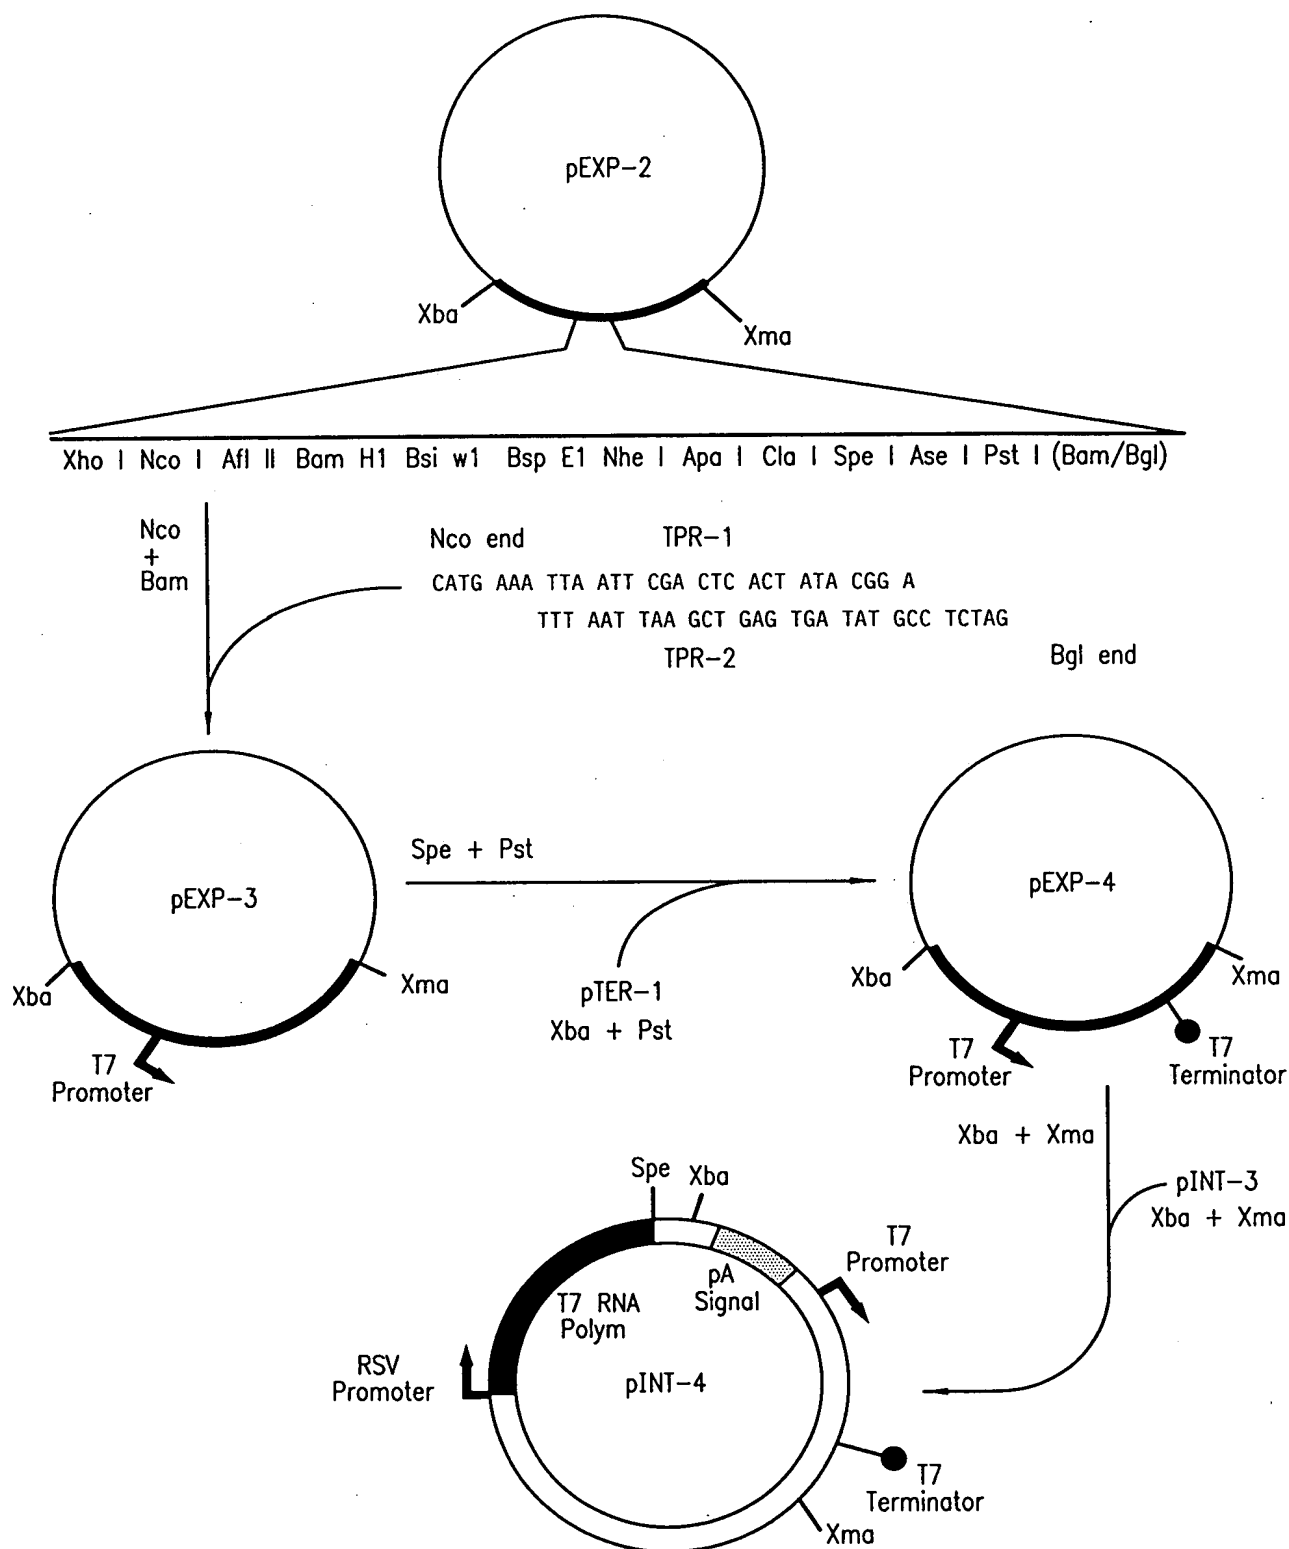 pEXP-2
Xba
Xma
Xho I Nco I Afl II Bam H1 Bsi w1 Bsp E1 Nhe I Apa I Cla I Spe I Ase I Pst I (Bam/Bgl)
Nco
+
Bam
Nco end TPR-1
CATG AAA TTA ATT CGA CTC ACT ATA CGG A
TTT AAT TAA GCT GAG TGA TAT GCC TCTAG
TPR-2
Bgl end
pEXP-3
Xba
Xma
T7
Promoter
Spe + Pst
pTER-1
Xba + Pst
pEXP-4
Xba
Xma
T7
Promoter
T7
Terminator
Xba + Xma
pINT-3
Xba + Xma
Spe
Xba
T7
Promoter
pA
Signal
T7 RNA
Polym
RSV
Promoter
pINT-4
T7
Terminator
Xma